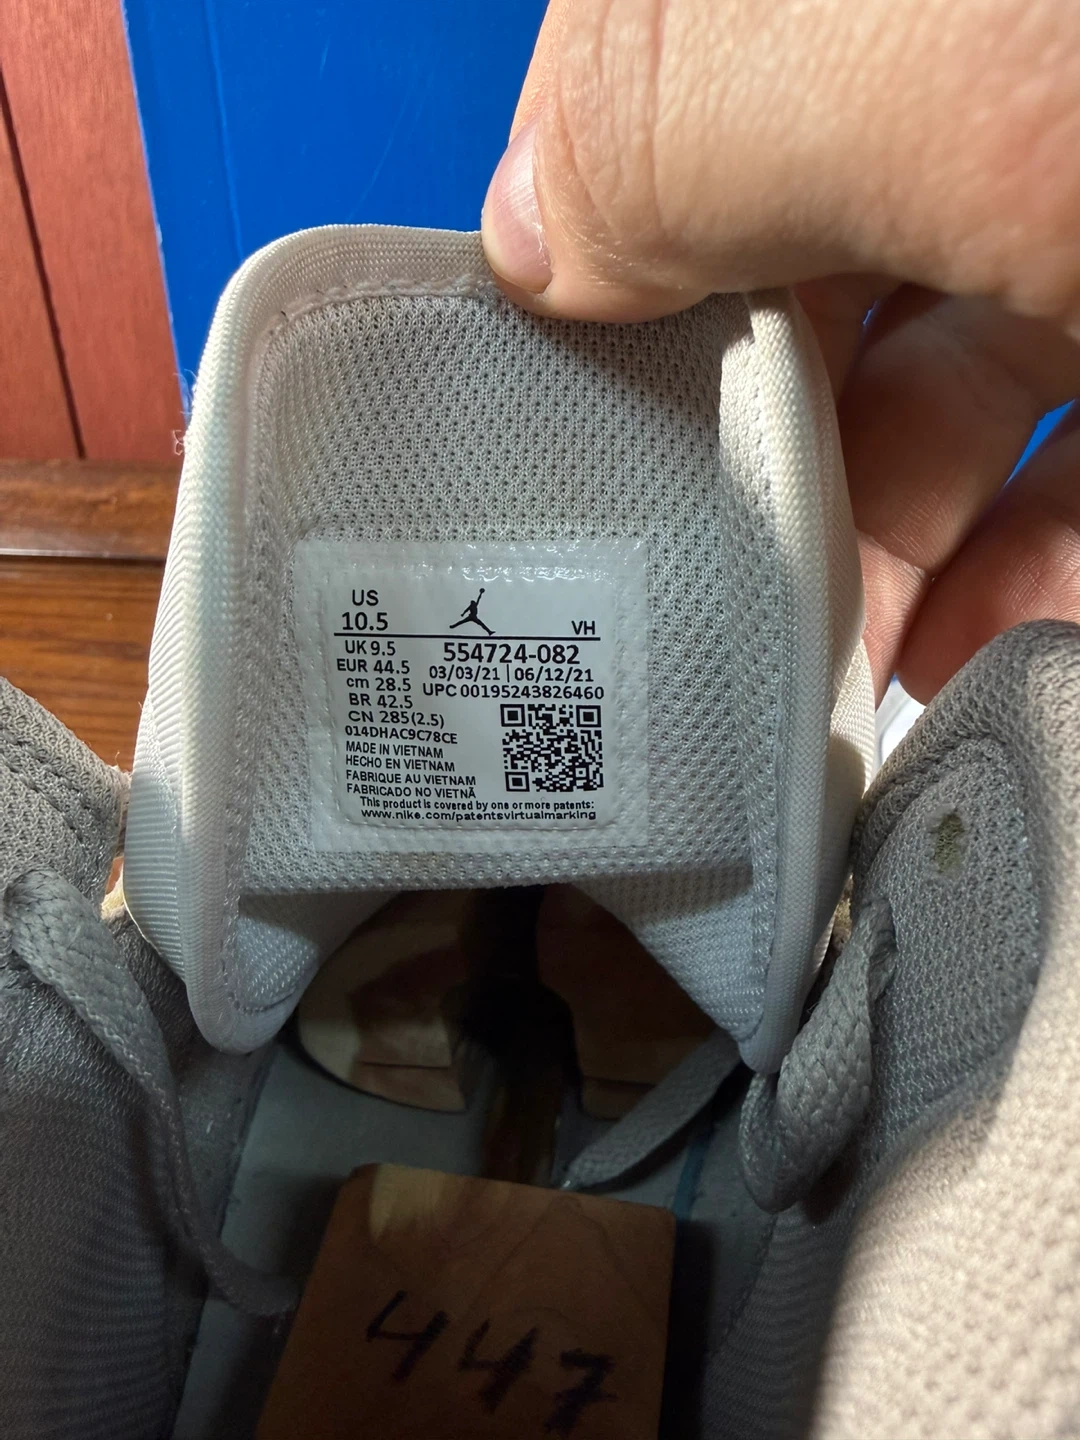 US
10.5
VH
UK 9.5
EUR 44.5
cm 28.5
BR 42.5
CN 285(2.5)
014DHAC9C78CE
554724-082
03/03/21 | 06/12/21
UPC 00195243826460
MADE IN VIETNAM
HECHO EN VIETNAM
FABRIQUE AU VIETNAM
FABRICADO NO VIETNÃ
This product is covered by one or more patents:
www.nike.com/patentsvirtualmarking
447